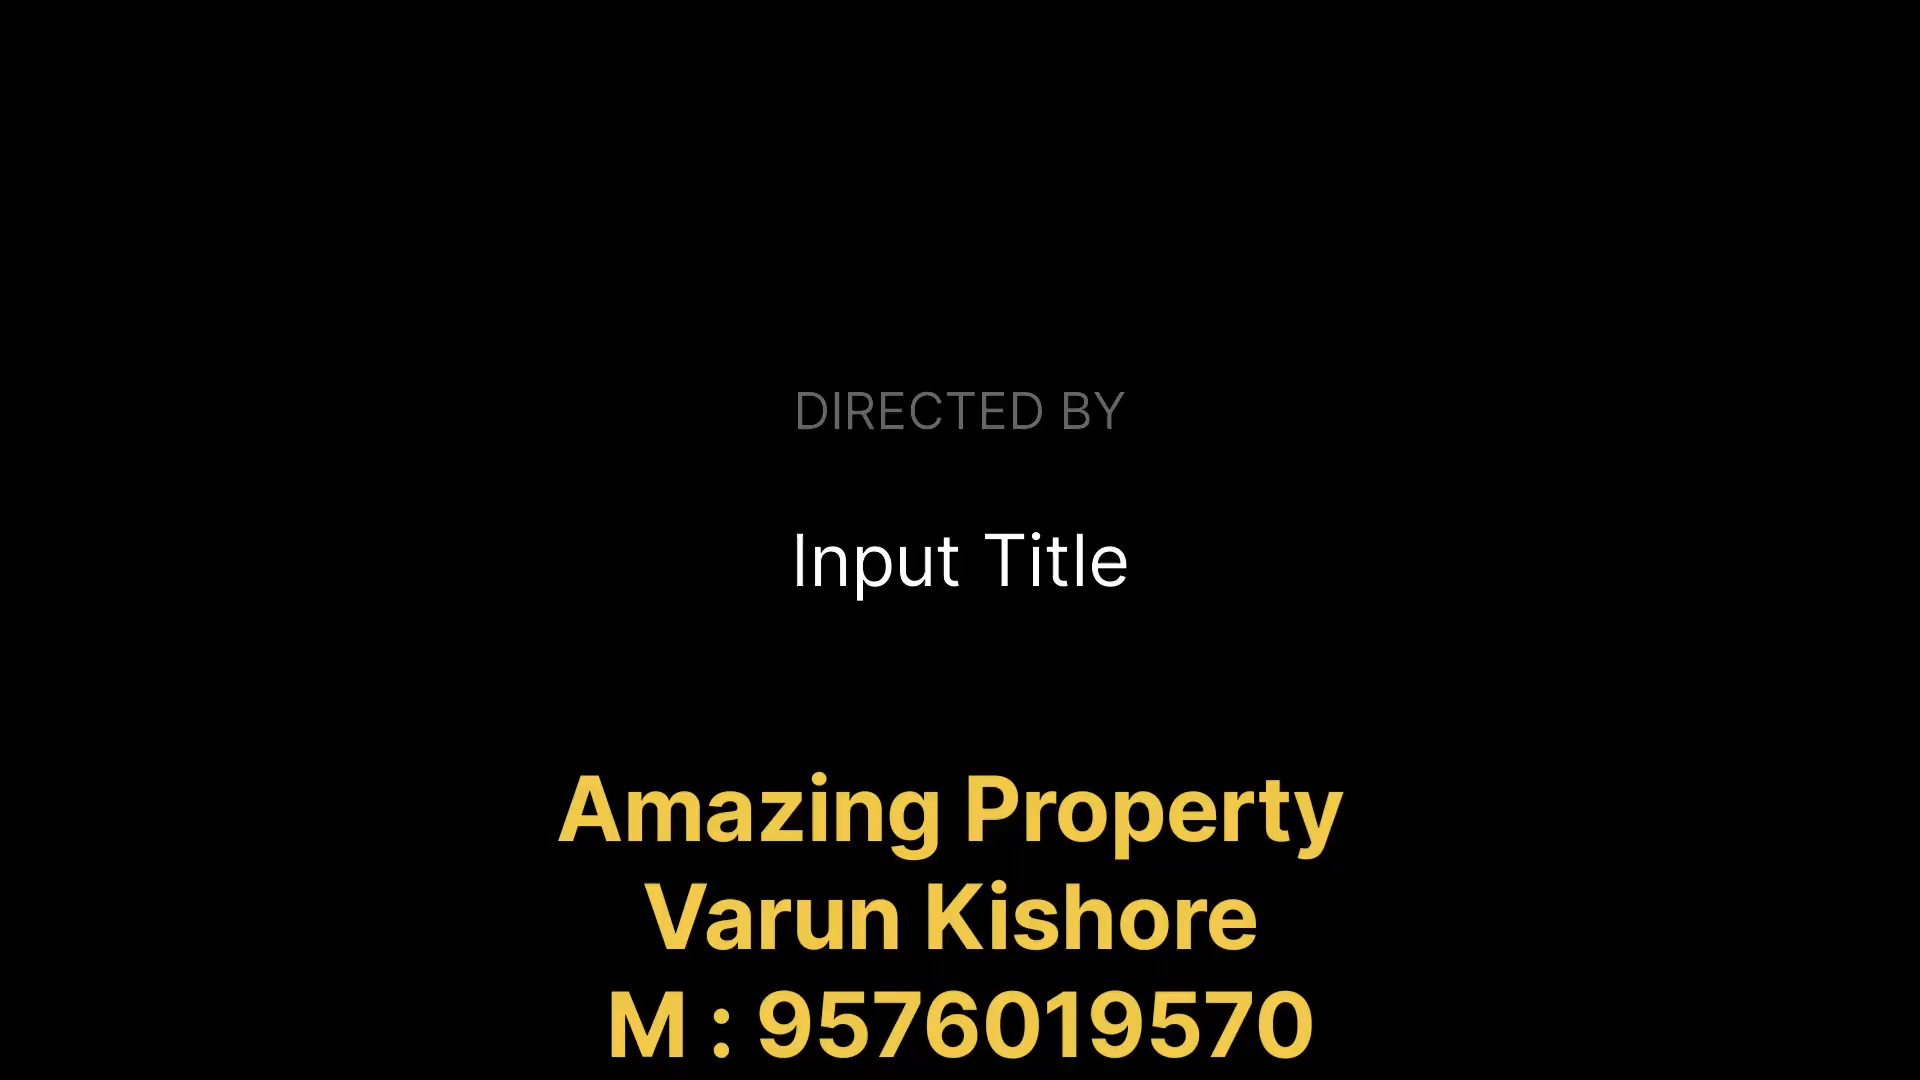 DIRECTED BY
Input Title
Amazing Property
Varun Kishore
M : 9576019570